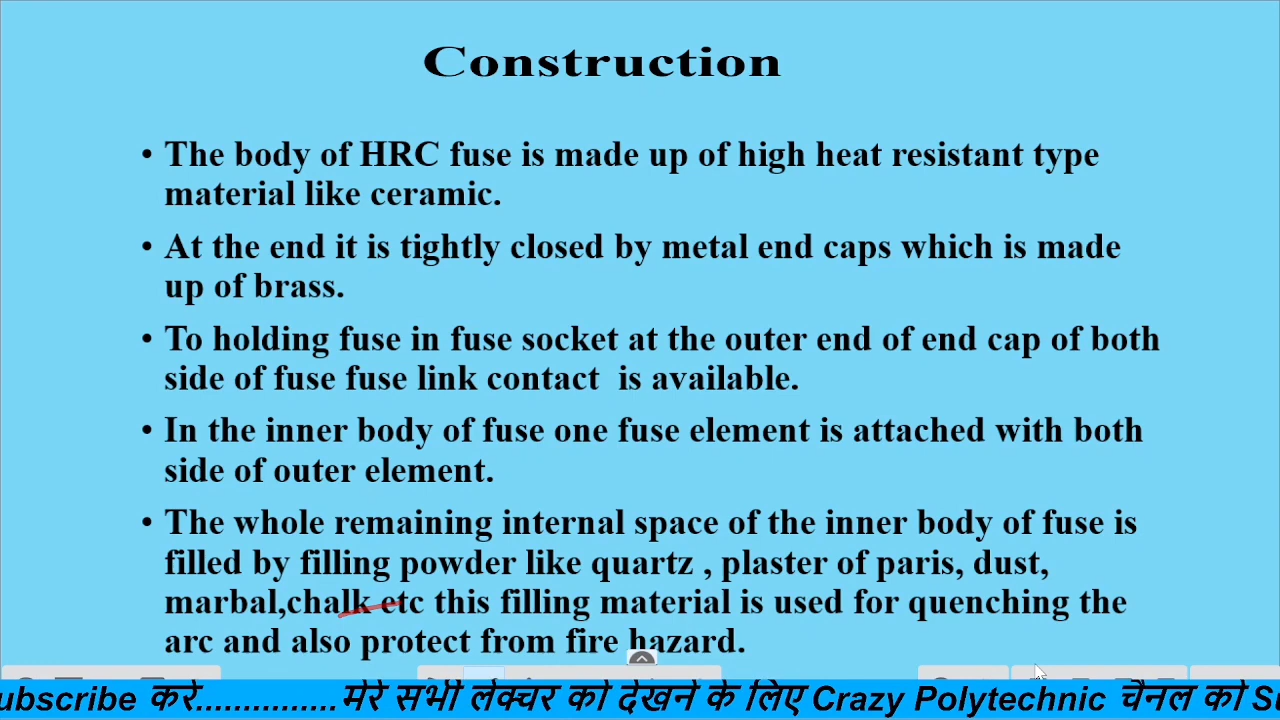 Construction
• The body of HRC fuse is made up of high heat resistant type
material like ceramic.
• At the end it is tightly closed by metal end caps which is made
up of brass.
• To holding fuse in fuse socket at the outer end of end cap of both
side of fuse fuse link contact is available.
• In the inner body of fuse one fuse element is attached with both
side of outer element.
• The whole remaining internal space of the inner body of fuse is
filled by filling powder like quartz , plaster of paris, dust,
marbal,chalk etc this filling material is used for quenching the
arc and also protect from fire hazard.
ubscribe करे...............मेरे सभी लेक्चर को देखने के लिए Crazy Polytechnic चैनल को Su